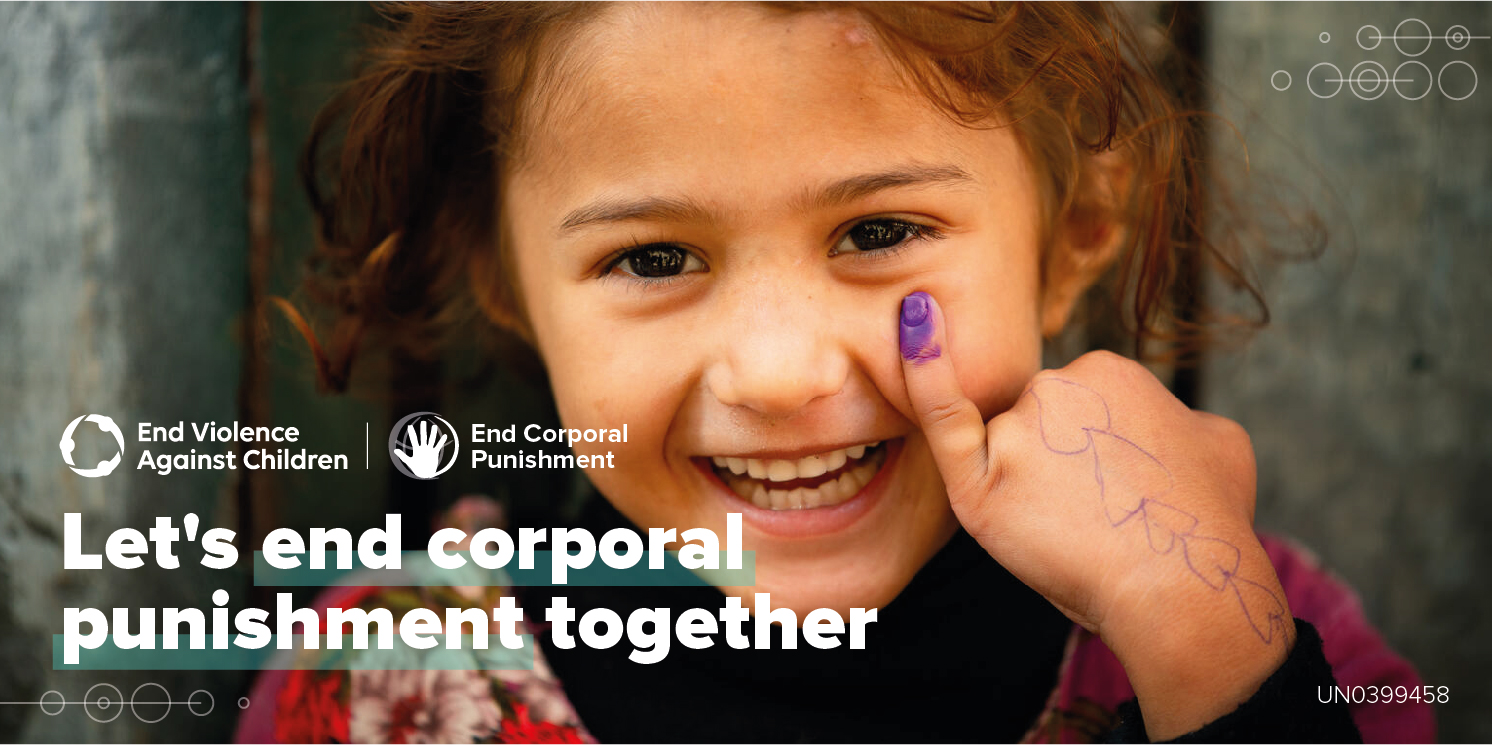 End Violence
Against Children
End Corporal
Punishment
Let's end corporal
punishment together
UN0399458